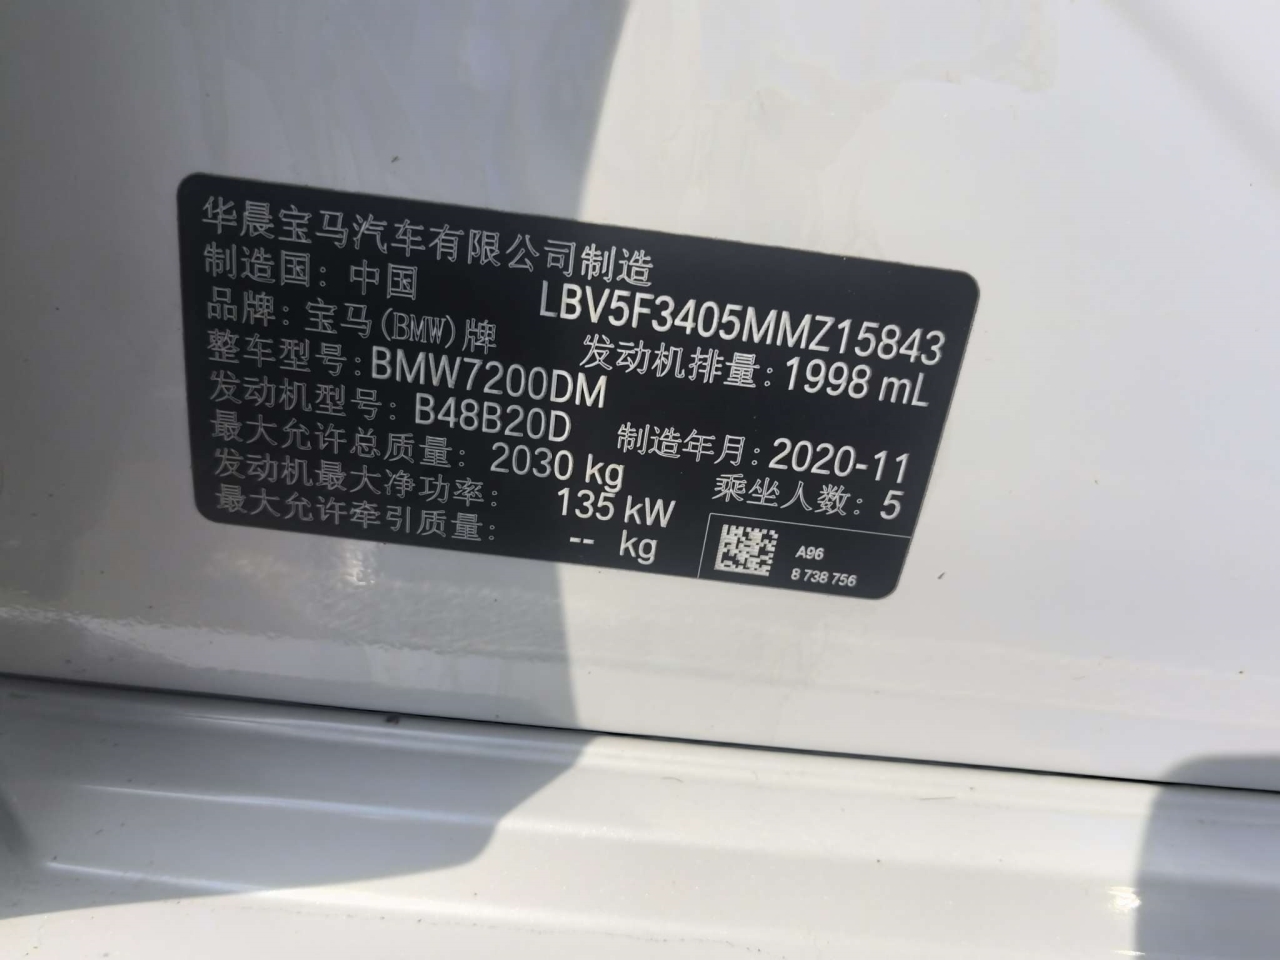 华晨宝马汽车有限公司制造
制造国：中国
LBV5F3405MMZ15843
品牌：宝马(BMW)牌
发动机排量：1998 mL
整车型号：BMW7200DM
发动机型号：B48B20D
制造年月：2020-11
最大允许总质量：2030 kg
乘坐人数：5
发动机最大净功率：135 kW
最大允许牵引质量：-- kg
A96
8 738 756